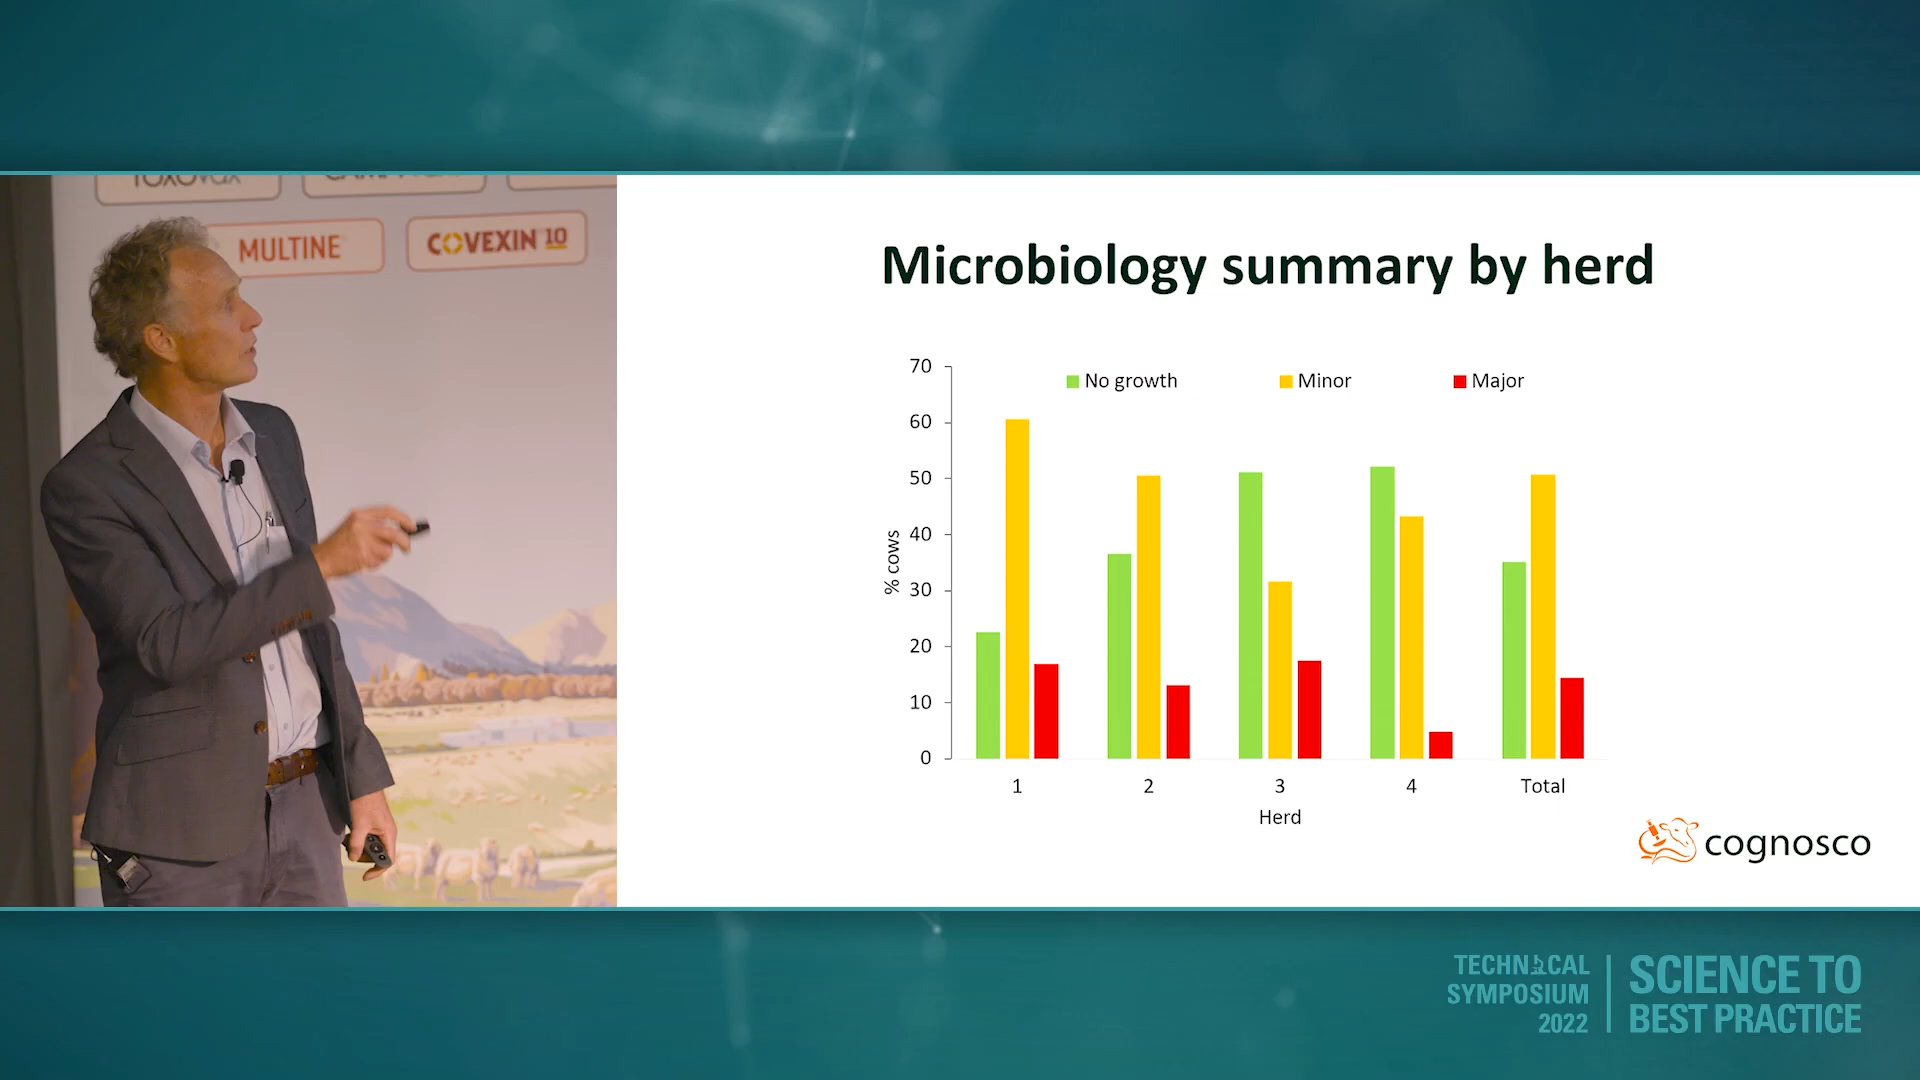 MULTINE
COVEXIN 10
Microbiology summary by herd
70
60
50
40
30
20
10
0
% cows
No growth
Minor
Major
1
2
3
4
Total
Herd
cognosco
TECHNICAL
SYMPOSIUM
2022
SCIENCE TO
BEST PRACTICE